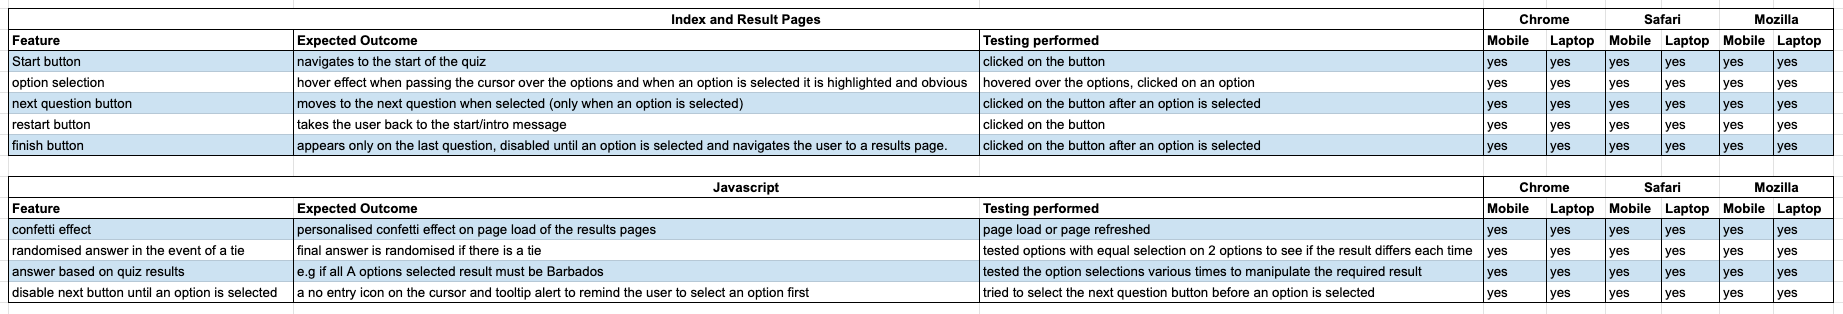 Index and Result Pages Chrome Safari Mozilla
Feature Expected Outcome Testing performed Mobile Laptop Mobile Laptop Mobile Laptop
Start button navigates to the start of the quiz clicked on the button yes yes yes yes yes yes
option selection hover effect when passing the cursor over the options and when an option is selected it is highlighted and obvious hovered over the options, clicked on an option yes yes yes yes yes yes
next question button moves to the next question when selected (only when an option is selected) clicked on the button after an option is selected yes yes yes yes yes yes
restart button takes the user back to the start/intro message clicked on the button yes yes yes yes yes yes
finish button appears only on the last question, disabled until an option is selected and navigates the user to a results page. clicked on the button after an option is selected yes yes yes yes yes yes
Javascript Chrome Safari Mozilla
Feature Expected Outcome Testing performed Mobile Laptop Mobile Laptop Mobile Laptop
confetti effect personalised confetti effect on page load of the results pages page load or page refreshed yes yes yes yes yes yes
randomised answer in the event of a tie final answer is randomised if there is a tie tested options with equal selection on 2 options to see if the result differs each time yes yes yes yes yes yes
answer based on quiz results e.g if all A options selected result must be Barbados tested the option selections various times to manipulate the required result yes yes yes yes yes yes
disable next button until an option is selected a no entry icon on the cursor and tooltip alert to remind the user to select an option first tried to select the next question button before an option is selected yes yes yes yes yes yes